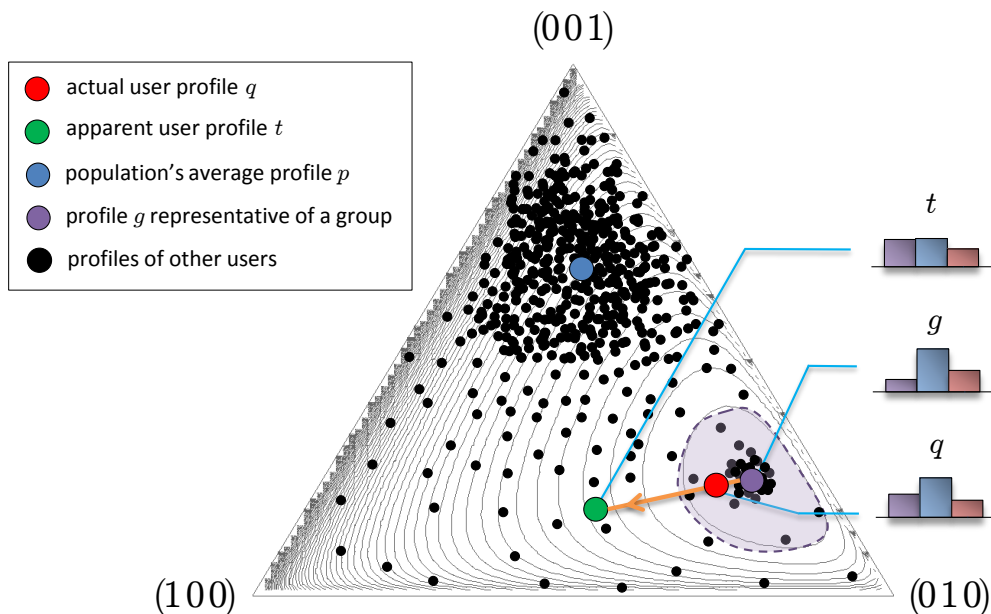 (001)
actual user profile q
apparent user profile t
population's average profile p
profile g representative of a group
profiles of other users
t
g
q
(100)
(010)